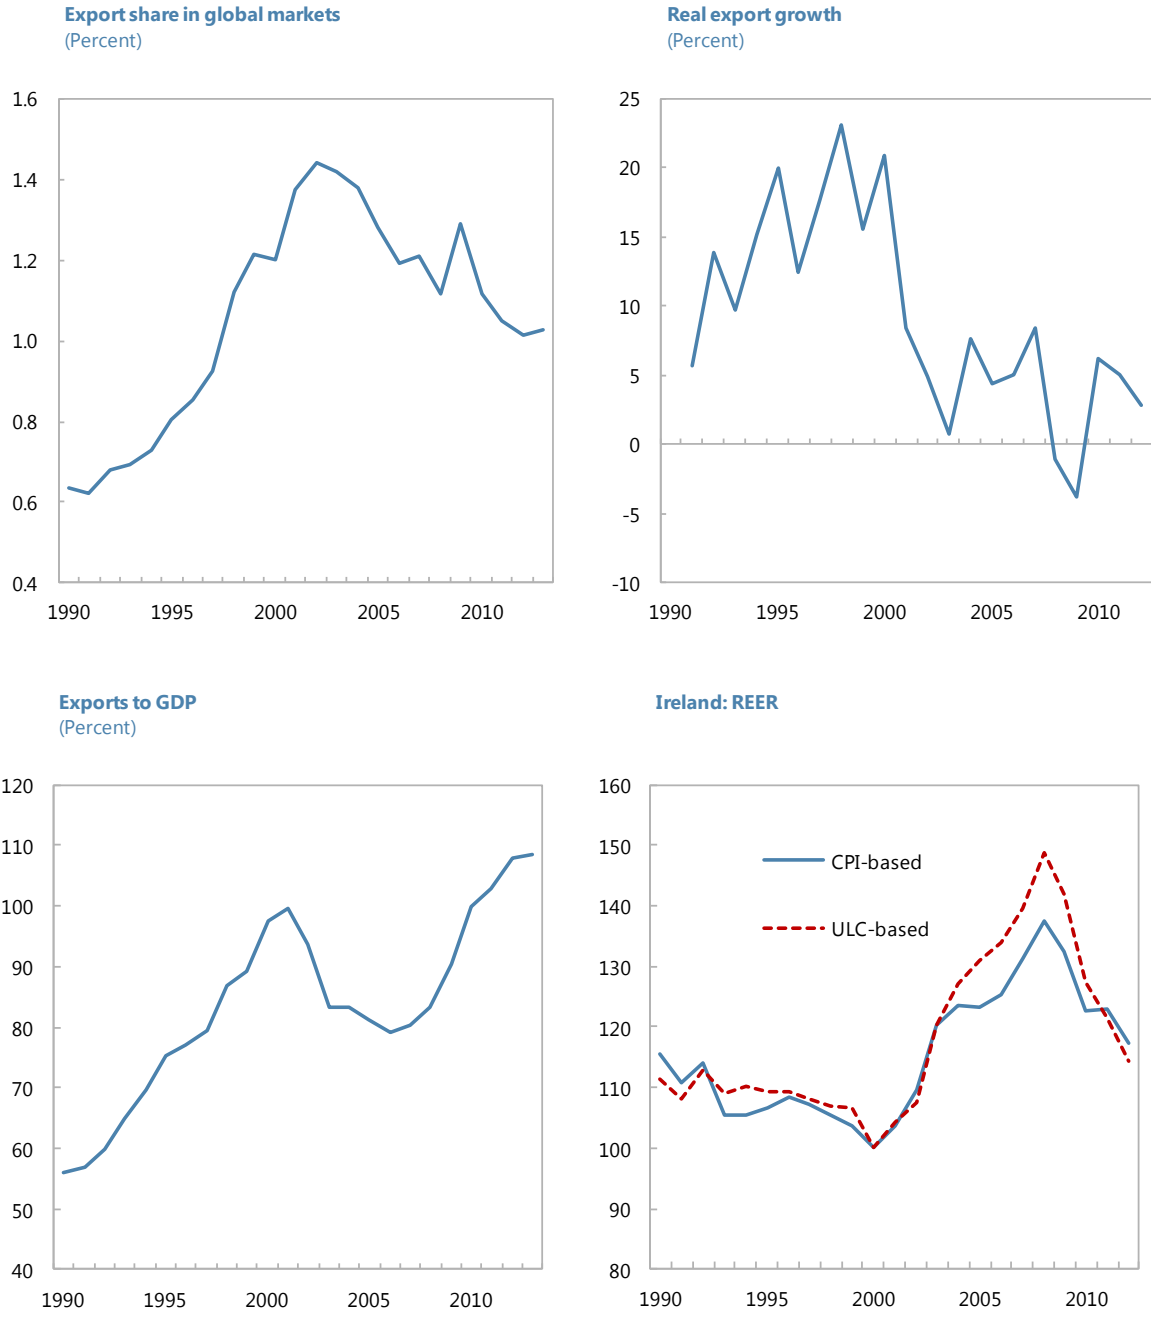 Export share in global markets
(Percent)
1.6
1.4
1.2
1.0
0.8
0.6
0.4
1990 1995 2000 2005 2010
Real export growth
(Percent)
25
20
15
10
5
0
-5
-10
1990 1995 2000 2005 2010
Exports to GDP
(Percent)
120
110
100
90
80
70
60
50
40
1990 1995 2000 2005 2010
Ireland: REER
160
150
140
130
120
110
100
90
80
CPI-based
ULC-based
1990 1995 2000 2005 2010